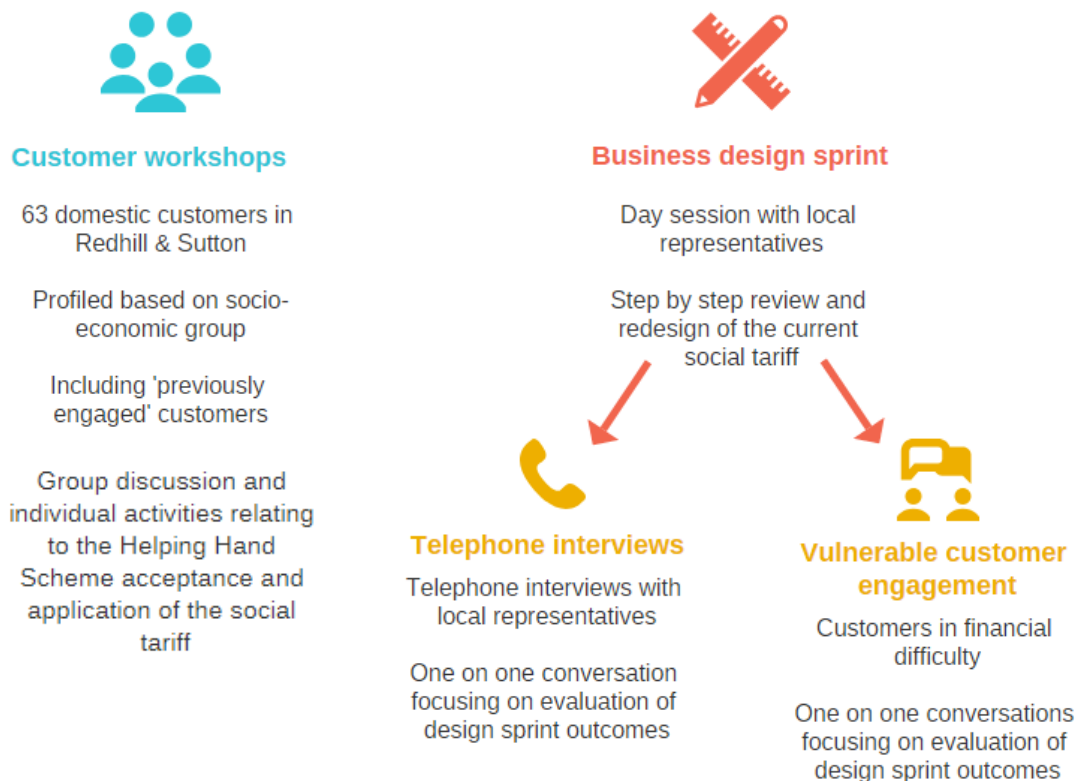 Customer workshops
63 domestic customers in
Redhill & Sutton
Profiled based on socio-
economic group
Including 'previously
engaged' customers
Group discussion and
individual activities relating
to the Helping Hand
Scheme acceptance and
application of the social
tariff
Business design sprint
Day session with local
representatives
Step by step review and
redesign of the current
social tariff
Telephone interviews
Telephone interviews with
local representatives
One on one conversation
focusing on evaluation of
design sprint outcomes
Vulnerable customer
engagement
Customers in financial
difficulty
One on one conversations
focusing on evaluation of
design sprint outcomes